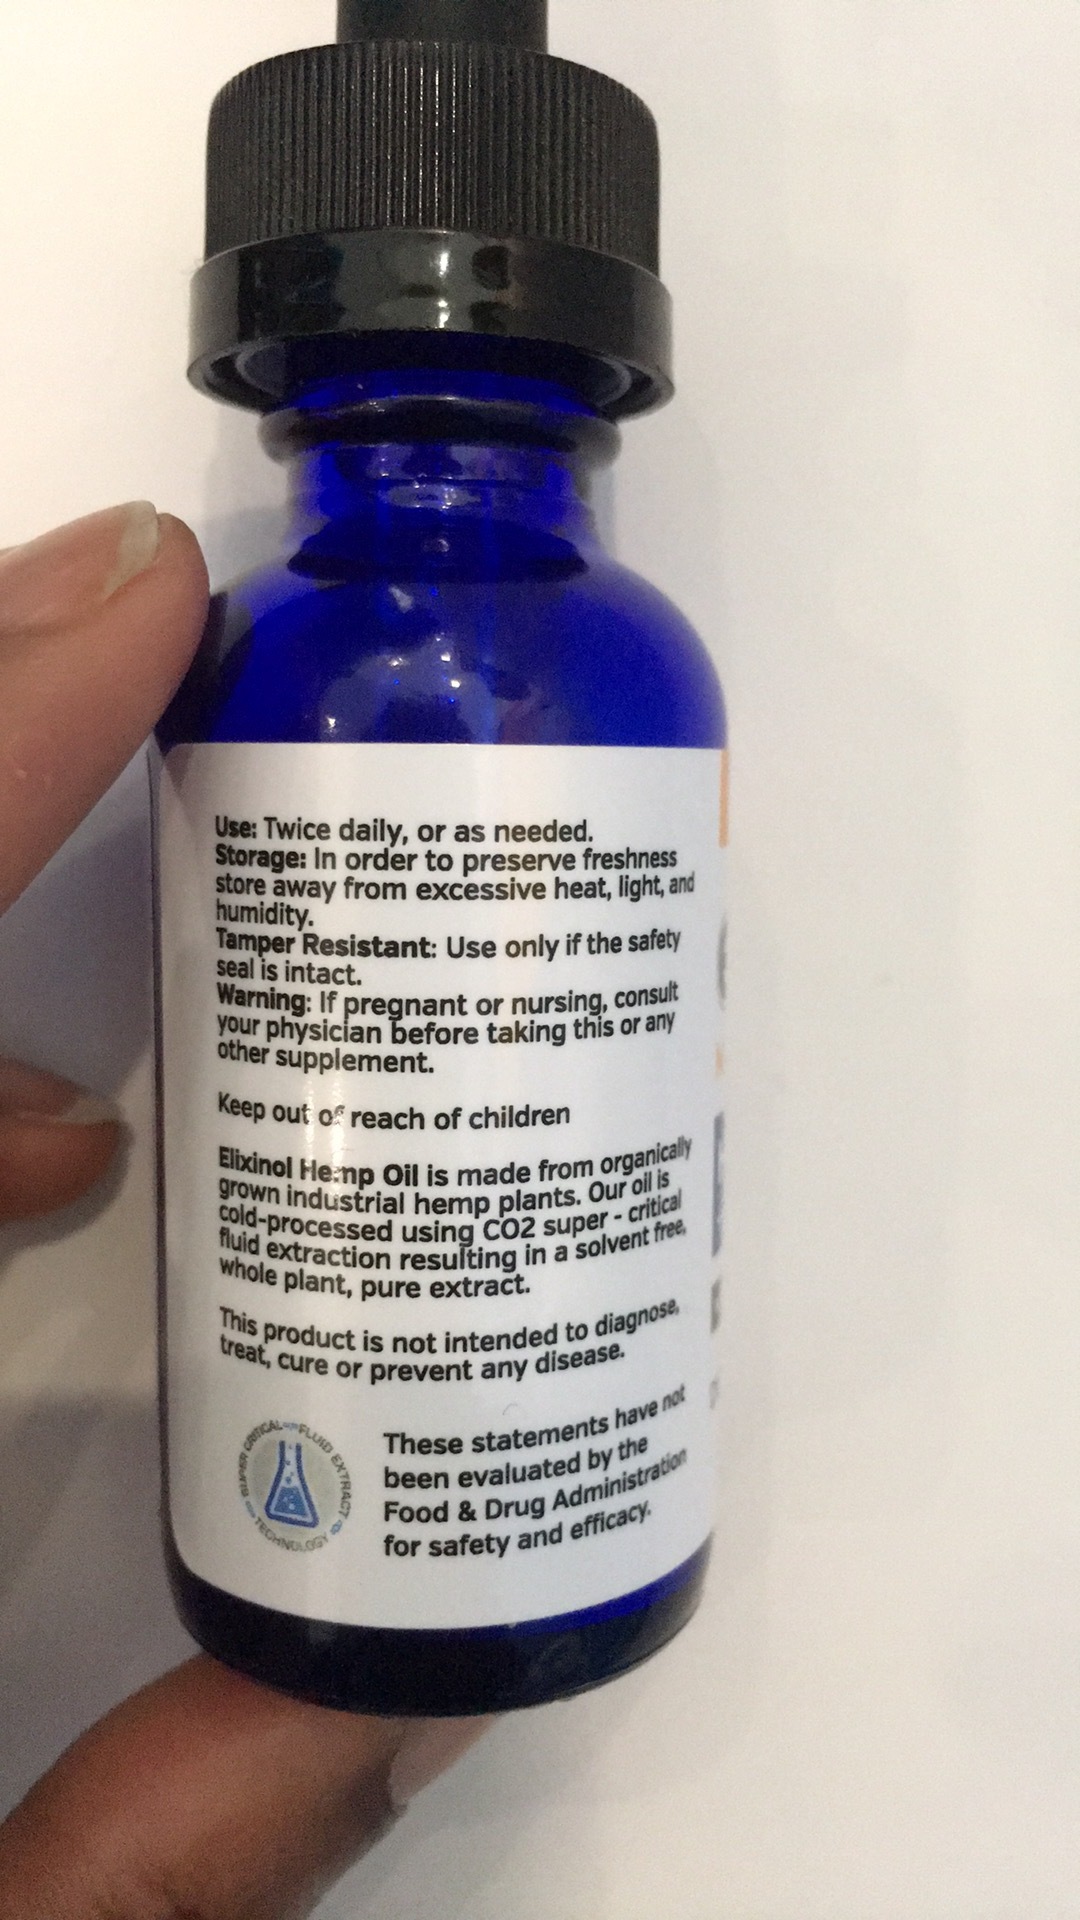 Use: Twice daily, or as needed.
Storage: In order to preserve freshness
store away from excessive heat, light, and
humidity.
Tamper Resistant: Use only if the safety
seal is intact.
Warning: If pregnant or nursing, consult
your physician before taking this or any
other supplement.
Keep out of reach of children
Elixinol Hemp Oil is made from organically
grown industrial hemp plants. Our oil is
cold-processed using CO2 super - critical
fluid extraction resulting in a solvent free,
whole plant, pure extract.
This product is not intended to diagnose,
treat, cure or prevent any disease.
SUPER CRITICAL FLUID EXTRACT
TECHNOLOGY
These statements have not
been evaluated by the
Food & Drug Administration
for safety and efficacy.